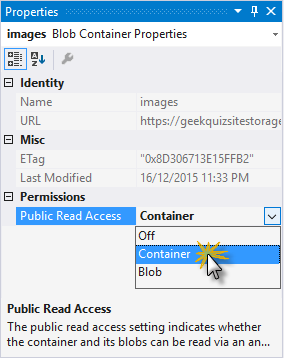 Properties
images Blob Container Properties
Identity
Name images
URL https://geekquizsitestorage
Misc
ETag "0x8D306713E15FFB2"
Last Modified 16/12/2015 11:33 PM
Permissions
Public Read Access Container
Off
Container
Blob
Public Read Access
The public read access setting indicates whether
the container and its blobs can be read via an an...